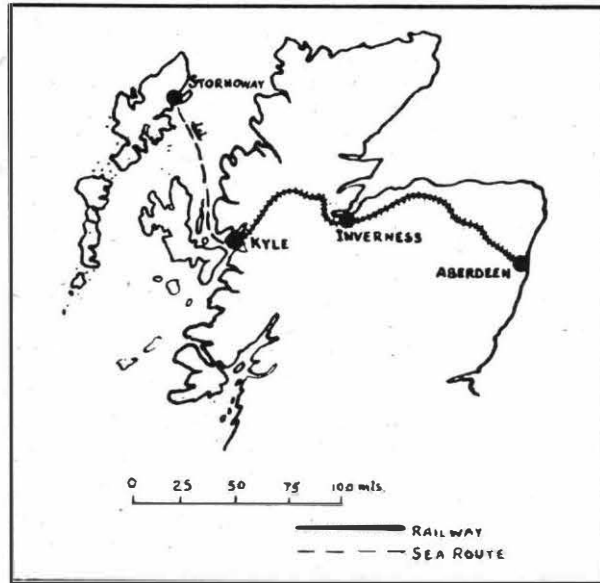 STORNOWAY
KYLE
INVERNESS
ABERDEEN
0 25 50 75 100 mls.
RAILWAY
SEA ROUTE